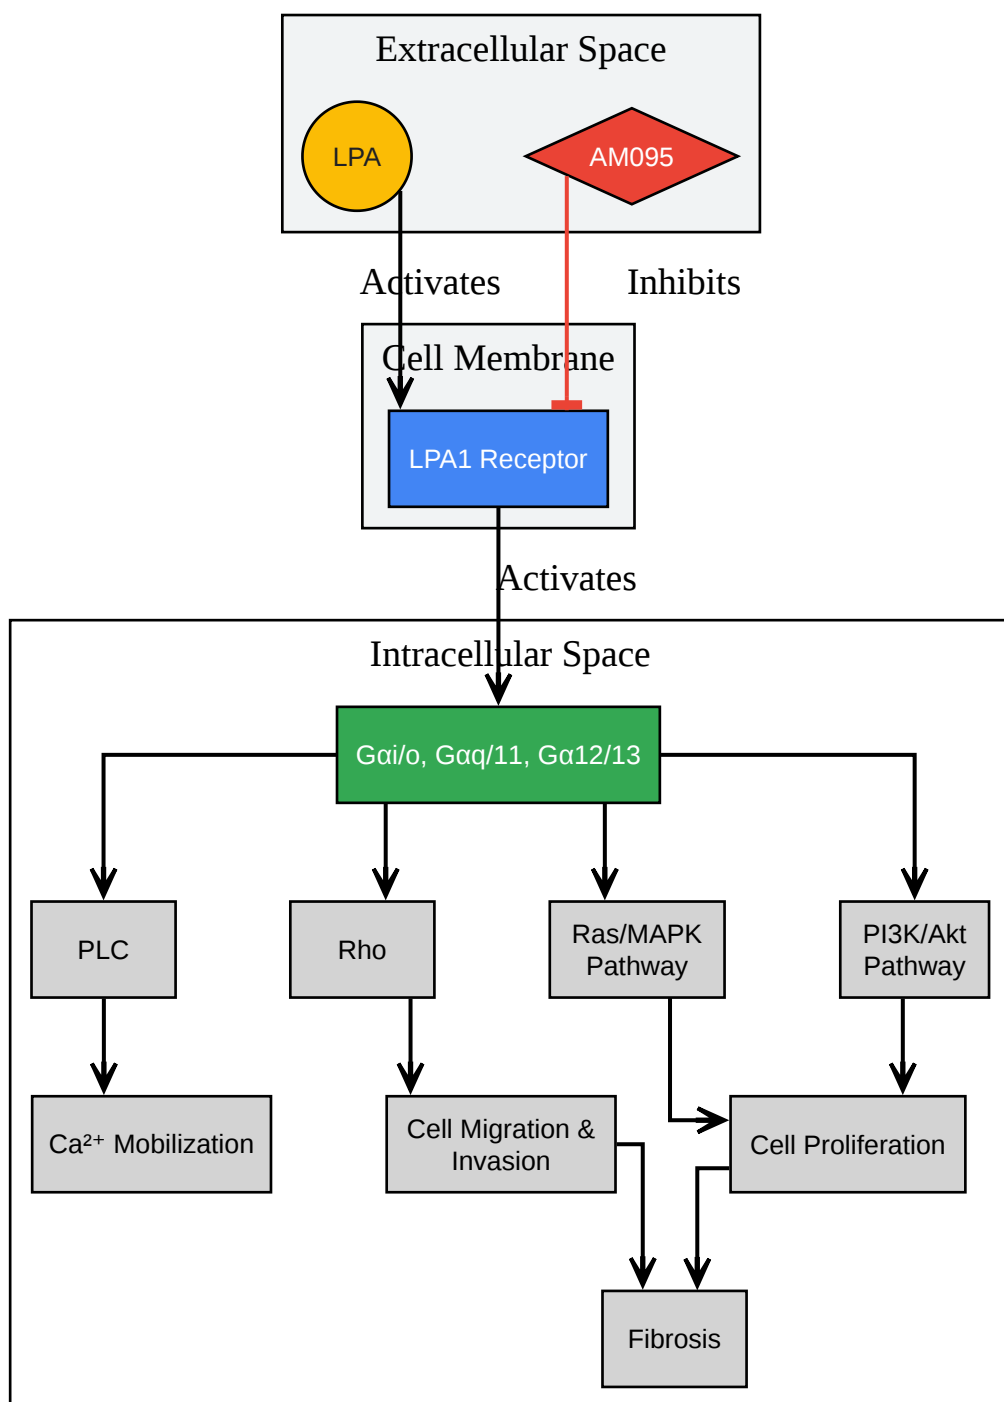 Extracellular Space
LPA
AM095
Activates
Inhibits
Cell Membrane
LPA1 Receptor
Activates
Intracellular Space
Gαi/o, Gαq/11, Gα12/13
PLC
Rho
Ras/MAPK
Pathway
PI3K/Akt
Pathway
Ca²⁺ Mobilization
Cell Migration &
Invasion
Cell Proliferation
Fibrosis